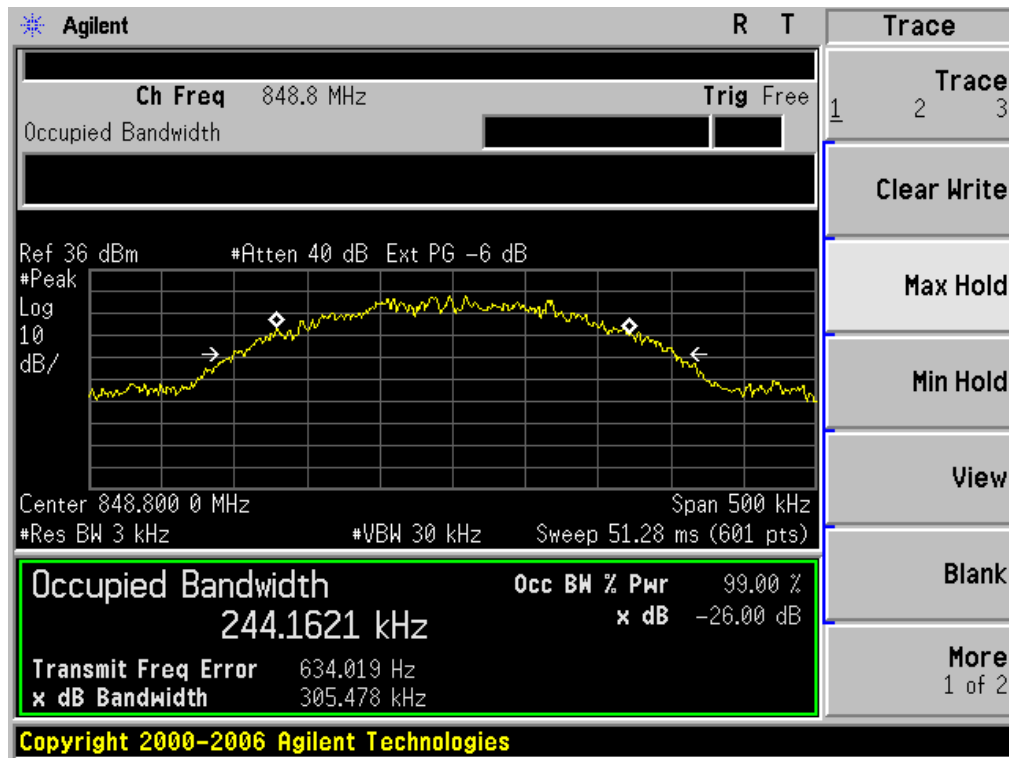 Agilent R T Trace
Ch Freq 848.8 MHz Trig Free
Occupied Bandwidth
Trace
1 2 3
Clear Write
Max Hold
Min Hold
View
Blank
More
1 of 2
Ref 36 dBm #Atten 40 dB Ext PG -6 dB
#Peak
Log
10
dB/
Center 848.800 0 MHz Span 500 kHz
#Res BW 3 kHz #VBW 30 kHz Sweep 51.28 ms (601 pts)
Occupied Bandwidth
244.1621 kHz
Occ BW % Pwr 99.00 %
x dB -26.00 dB
Transmit Freq Error 634.019 Hz
x dB Bandwidth 305.478 kHz
Copyright 2000-2006 Agilent Technologies